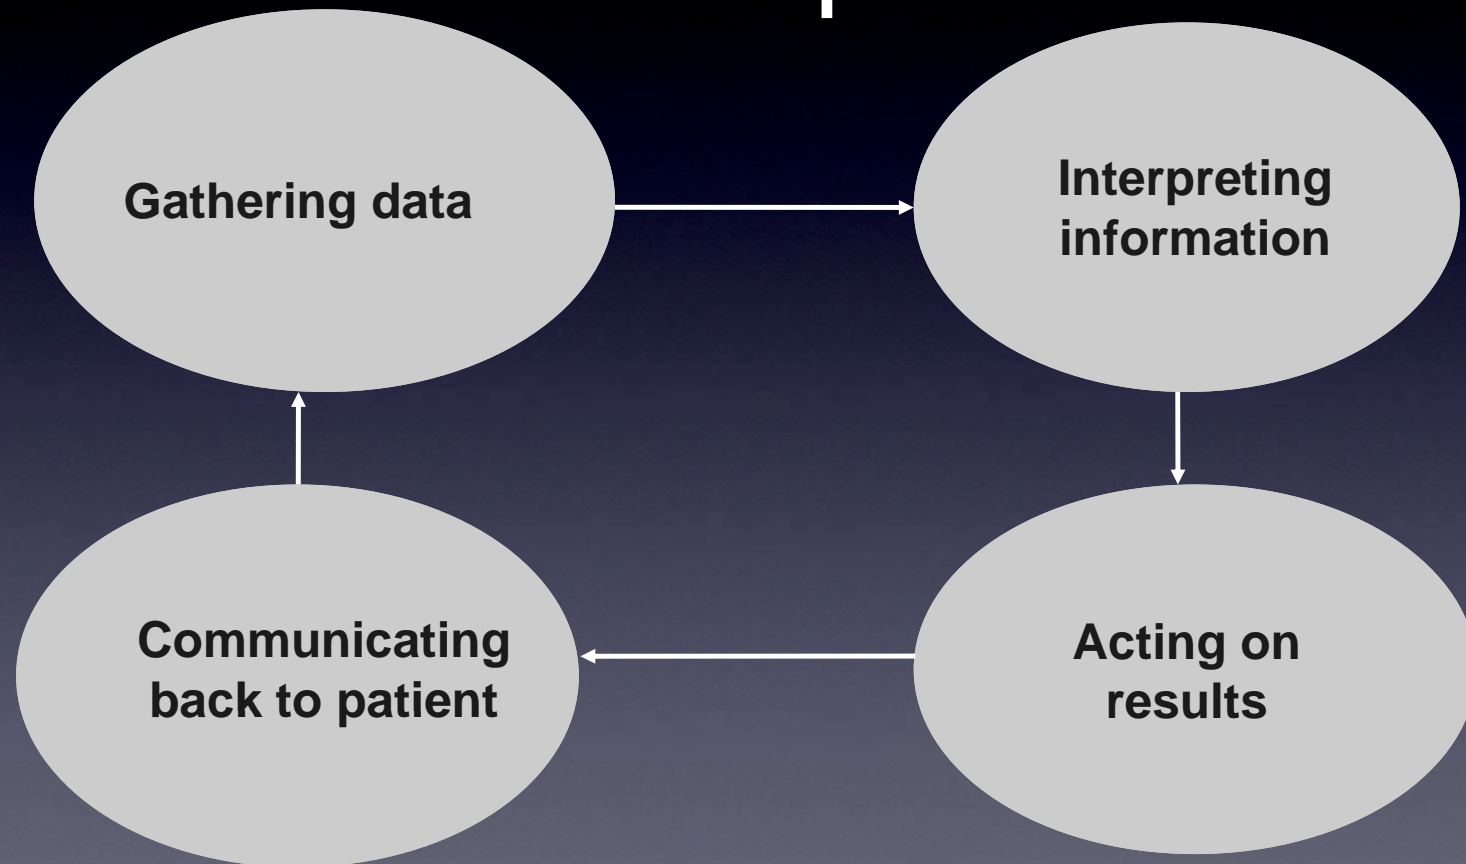 Gathering data
Interpreting
information
Communicating
back to patient
Acting on
results